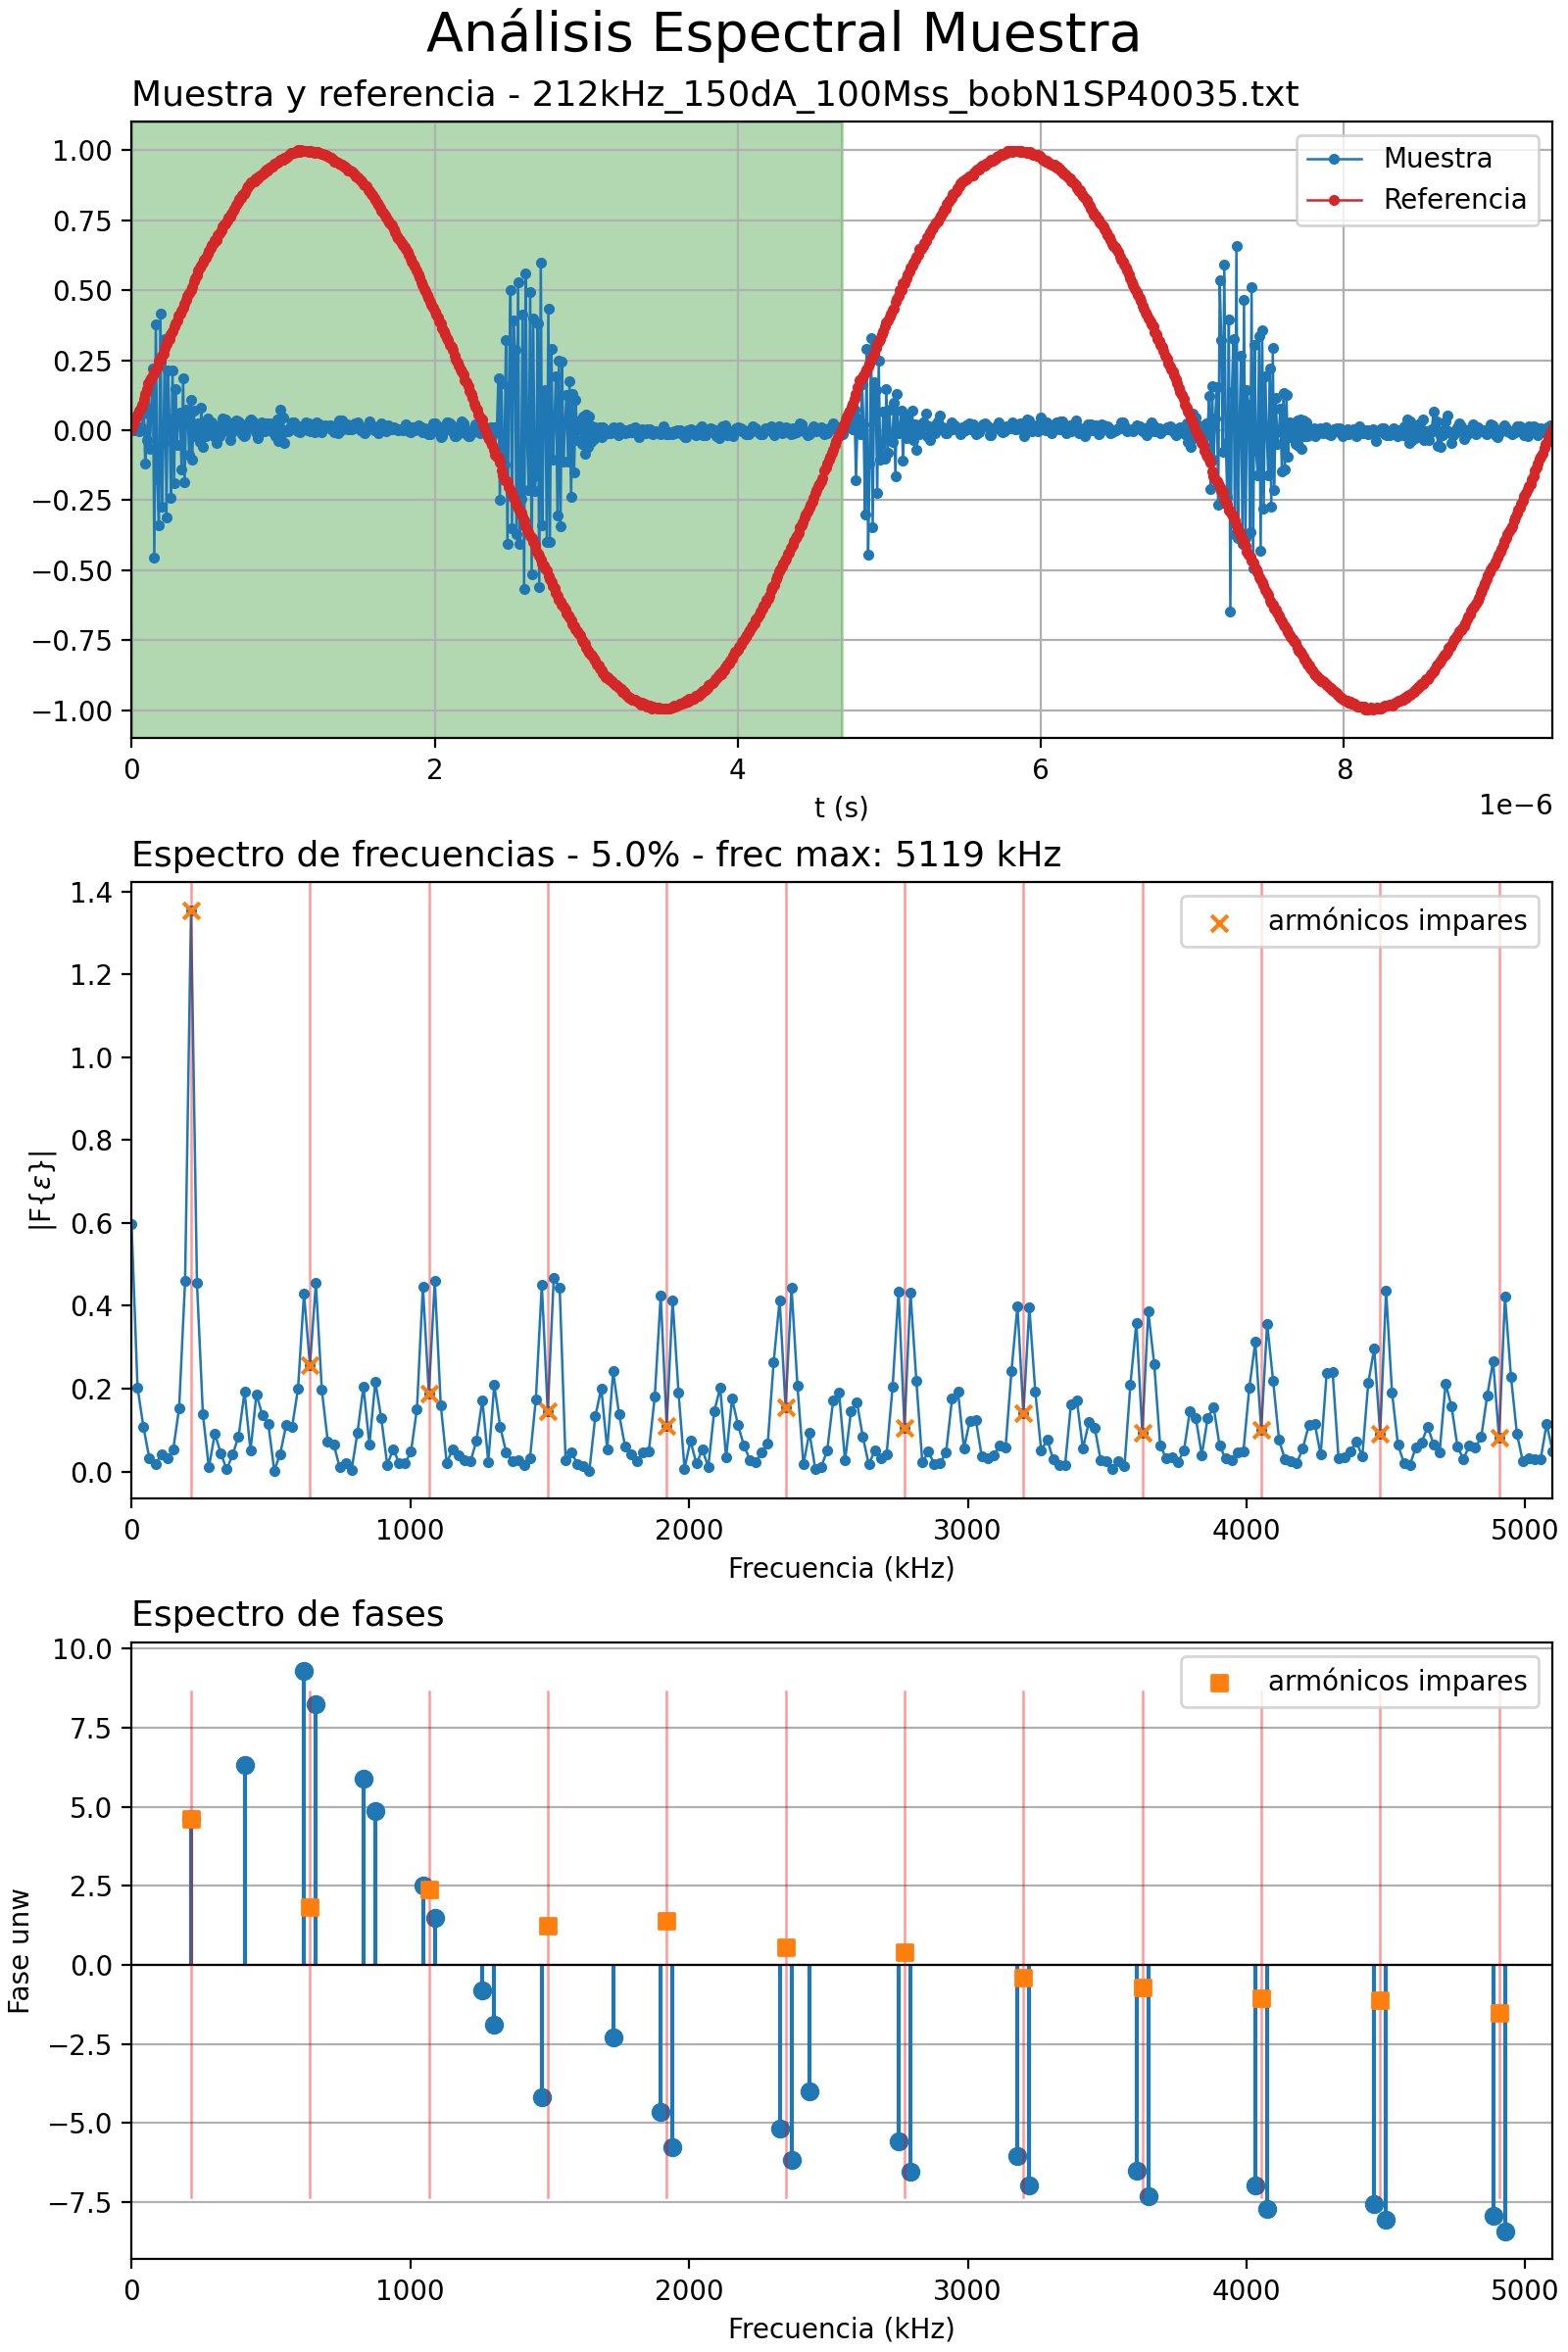 Análisis Espectral Muestra
Muestra y referencia - 212kHz_150dA_100Mss_bobN1SP40035.txt
1.00
0.75
0.50
0.25
0.00
−0.25
−0.50
−0.75
−1.00
Muestra
Referencia
0 2 4 6 8
t (s)
1e−6
Espectro de frecuencias - 5.0% - frec max: 5119 kHz
1.4
1.2
1.0
0.8
0.6
0.4
0.2
0.0
|F{ε}|
armónicos impares
0 1000 2000 3000 4000 5000
Frecuencia (kHz)
Espectro de fases
10.0
7.5
5.0
2.5
0.0
−2.5
−5.0
−7.5
Fase unw
armónicos impares
0 1000 2000 3000 4000 5000
Frecuencia (kHz)